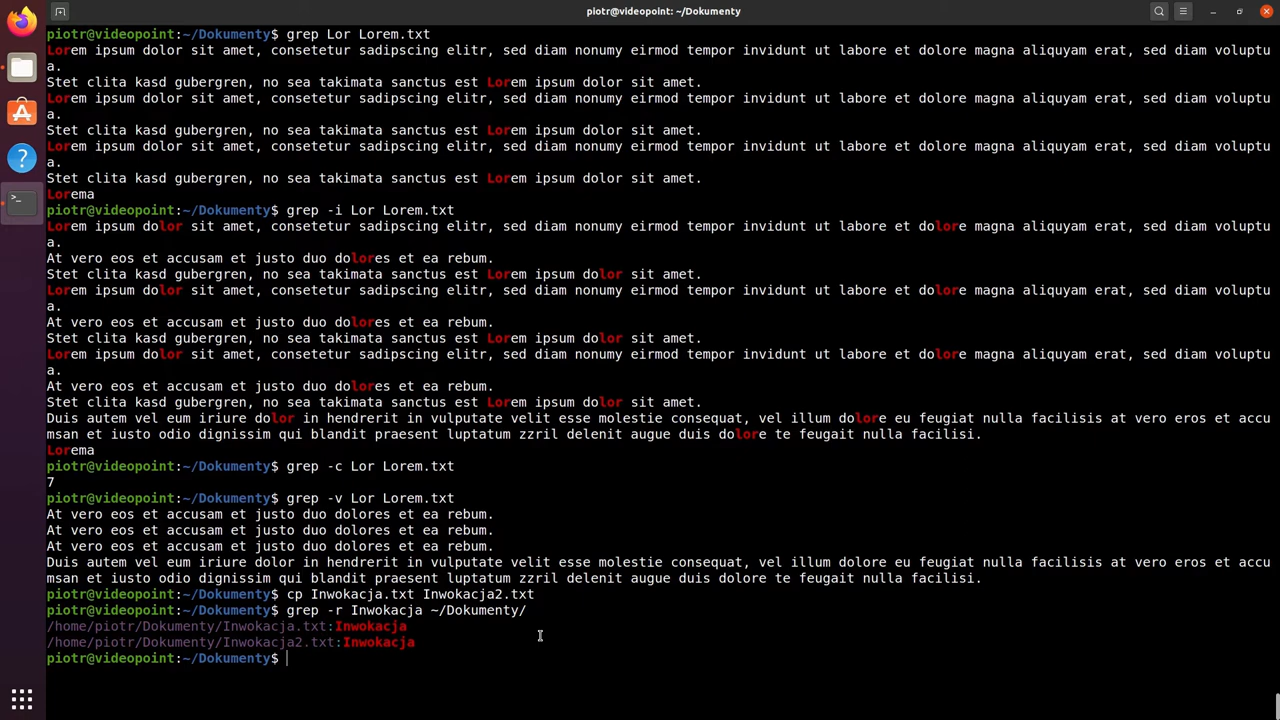 piotr@videopoint: ~/Dokumenty
piotr@videopoint:~/Dokumenty$ grep Lor Lorem.txt
Lorem ipsum dolor sit amet, consetetur sadipscing elitr, sed diam nonumy eirmod tempor invidunt ut labore et dolore magna aliquyam erat, sed diam voluptu
a.
Stet clita kasd gubergren, no sea takimata sanctus est Lorem ipsum dolor sit amet.
Lorem ipsum dolor sit amet, consetetur sadipscing elitr, sed diam nonumy eirmod tempor invidunt ut labore et dolore magna aliquyam erat, sed diam voluptu
a.
Stet clita kasd gubergren, no sea takimata sanctus est Lorem ipsum dolor sit amet.
Lorem ipsum dolor sit amet, consetetur sadipscing elitr, sed diam nonumy eirmod tempor invidunt ut labore et dolore magna aliquyam erat, sed diam voluptu
a.
Stet clita kasd gubergren, no sea takimata sanctus est Lorem ipsum dolor sit amet.
Lorema
piotr@videopoint:~/Dokumenty$ grep -i Lor Lorem.txt
Lorem ipsum dolor sit amet, consetetur sadipscing elitr, sed diam nonumy eirmod tempor invidunt ut labore et dolore magna aliquyam erat, sed diam voluptu
a.
At vero eos et accusam et justo duo dolores et ea rebum.
Stet clita kasd gubergren, no sea takimata sanctus est Lorem ipsum dolor sit amet.
Lorem ipsum dolor sit amet, consetetur sadipscing elitr, sed diam nonumy eirmod tempor invidunt ut labore et dolore magna aliquyam erat, sed diam voluptu
a.
At vero eos et accusam et justo duo dolores et ea rebum.
Stet clita kasd gubergren, no sea takimata sanctus est Lorem ipsum dolor sit amet.
Lorem ipsum dolor sit amet, consetetur sadipscing elitr, sed diam nonumy eirmod tempor invidunt ut labore et dolore magna aliquyam erat, sed diam voluptu
a.
At vero eos et accusam et justo duo dolores et ea rebum.
Stet clita kasd gubergren, no sea takimata sanctus est Lorem ipsum dolor sit amet.
Duis autem vel eum iriure dolor in hendrerit in vulputate velit esse molestie consequat, vel illum dolore eu feugiat nulla facilisis at vero eros et accu
msan et iusto odio dignissim qui blandit praesent luptatum zzril delenit augue duis dolore te feugait nulla facilisi.
Lorema
piotr@videopoint:~/Dokumenty$ grep -c Lor Lorem.txt
7
piotr@videopoint:~/Dokumenty$ grep -v Lor Lorem.txt
At vero eos et accusam et justo duo dolores et ea rebum.
At vero eos et accusam et justo duo dolores et ea rebum.
At vero eos et accusam et justo duo dolores et ea rebum.
Duis autem vel eum iriure dolor in hendrerit in vulputate velit esse molestie consequat, vel illum dolore eu feugiat nulla facilisis at vero eros et accu
msan et iusto odio dignissim qui blandit praesent luptatum zzril delenit augue duis dolore te feugait nulla facilisi.
piotr@videopoint:~/Dokumenty$ cp Inwokacja.txt Inwokacja2.txt
piotr@videopoint:~/Dokumenty$ grep -r Inwokacja ~/Dokumenty/
/home/piotr/Dokumenty/Inwokacja.txt:Inwokacja
/home/piotr/Dokumenty/Inwokacja2.txt:Inwokacja
piotr@videopoint:~/Dokumenty$